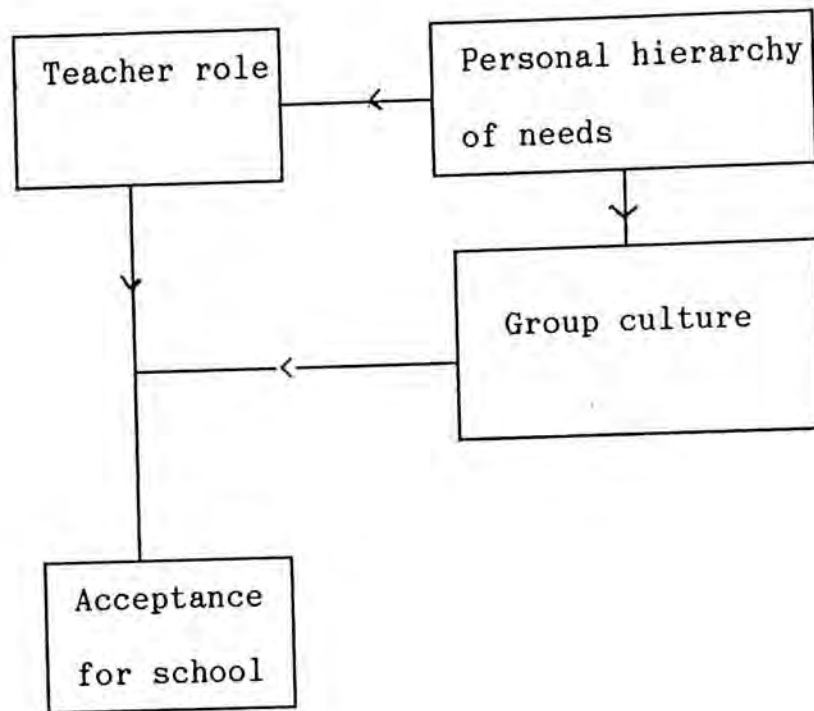 Teacher role
Personal hierarchy
of needs
Group culture
Acceptance
for school